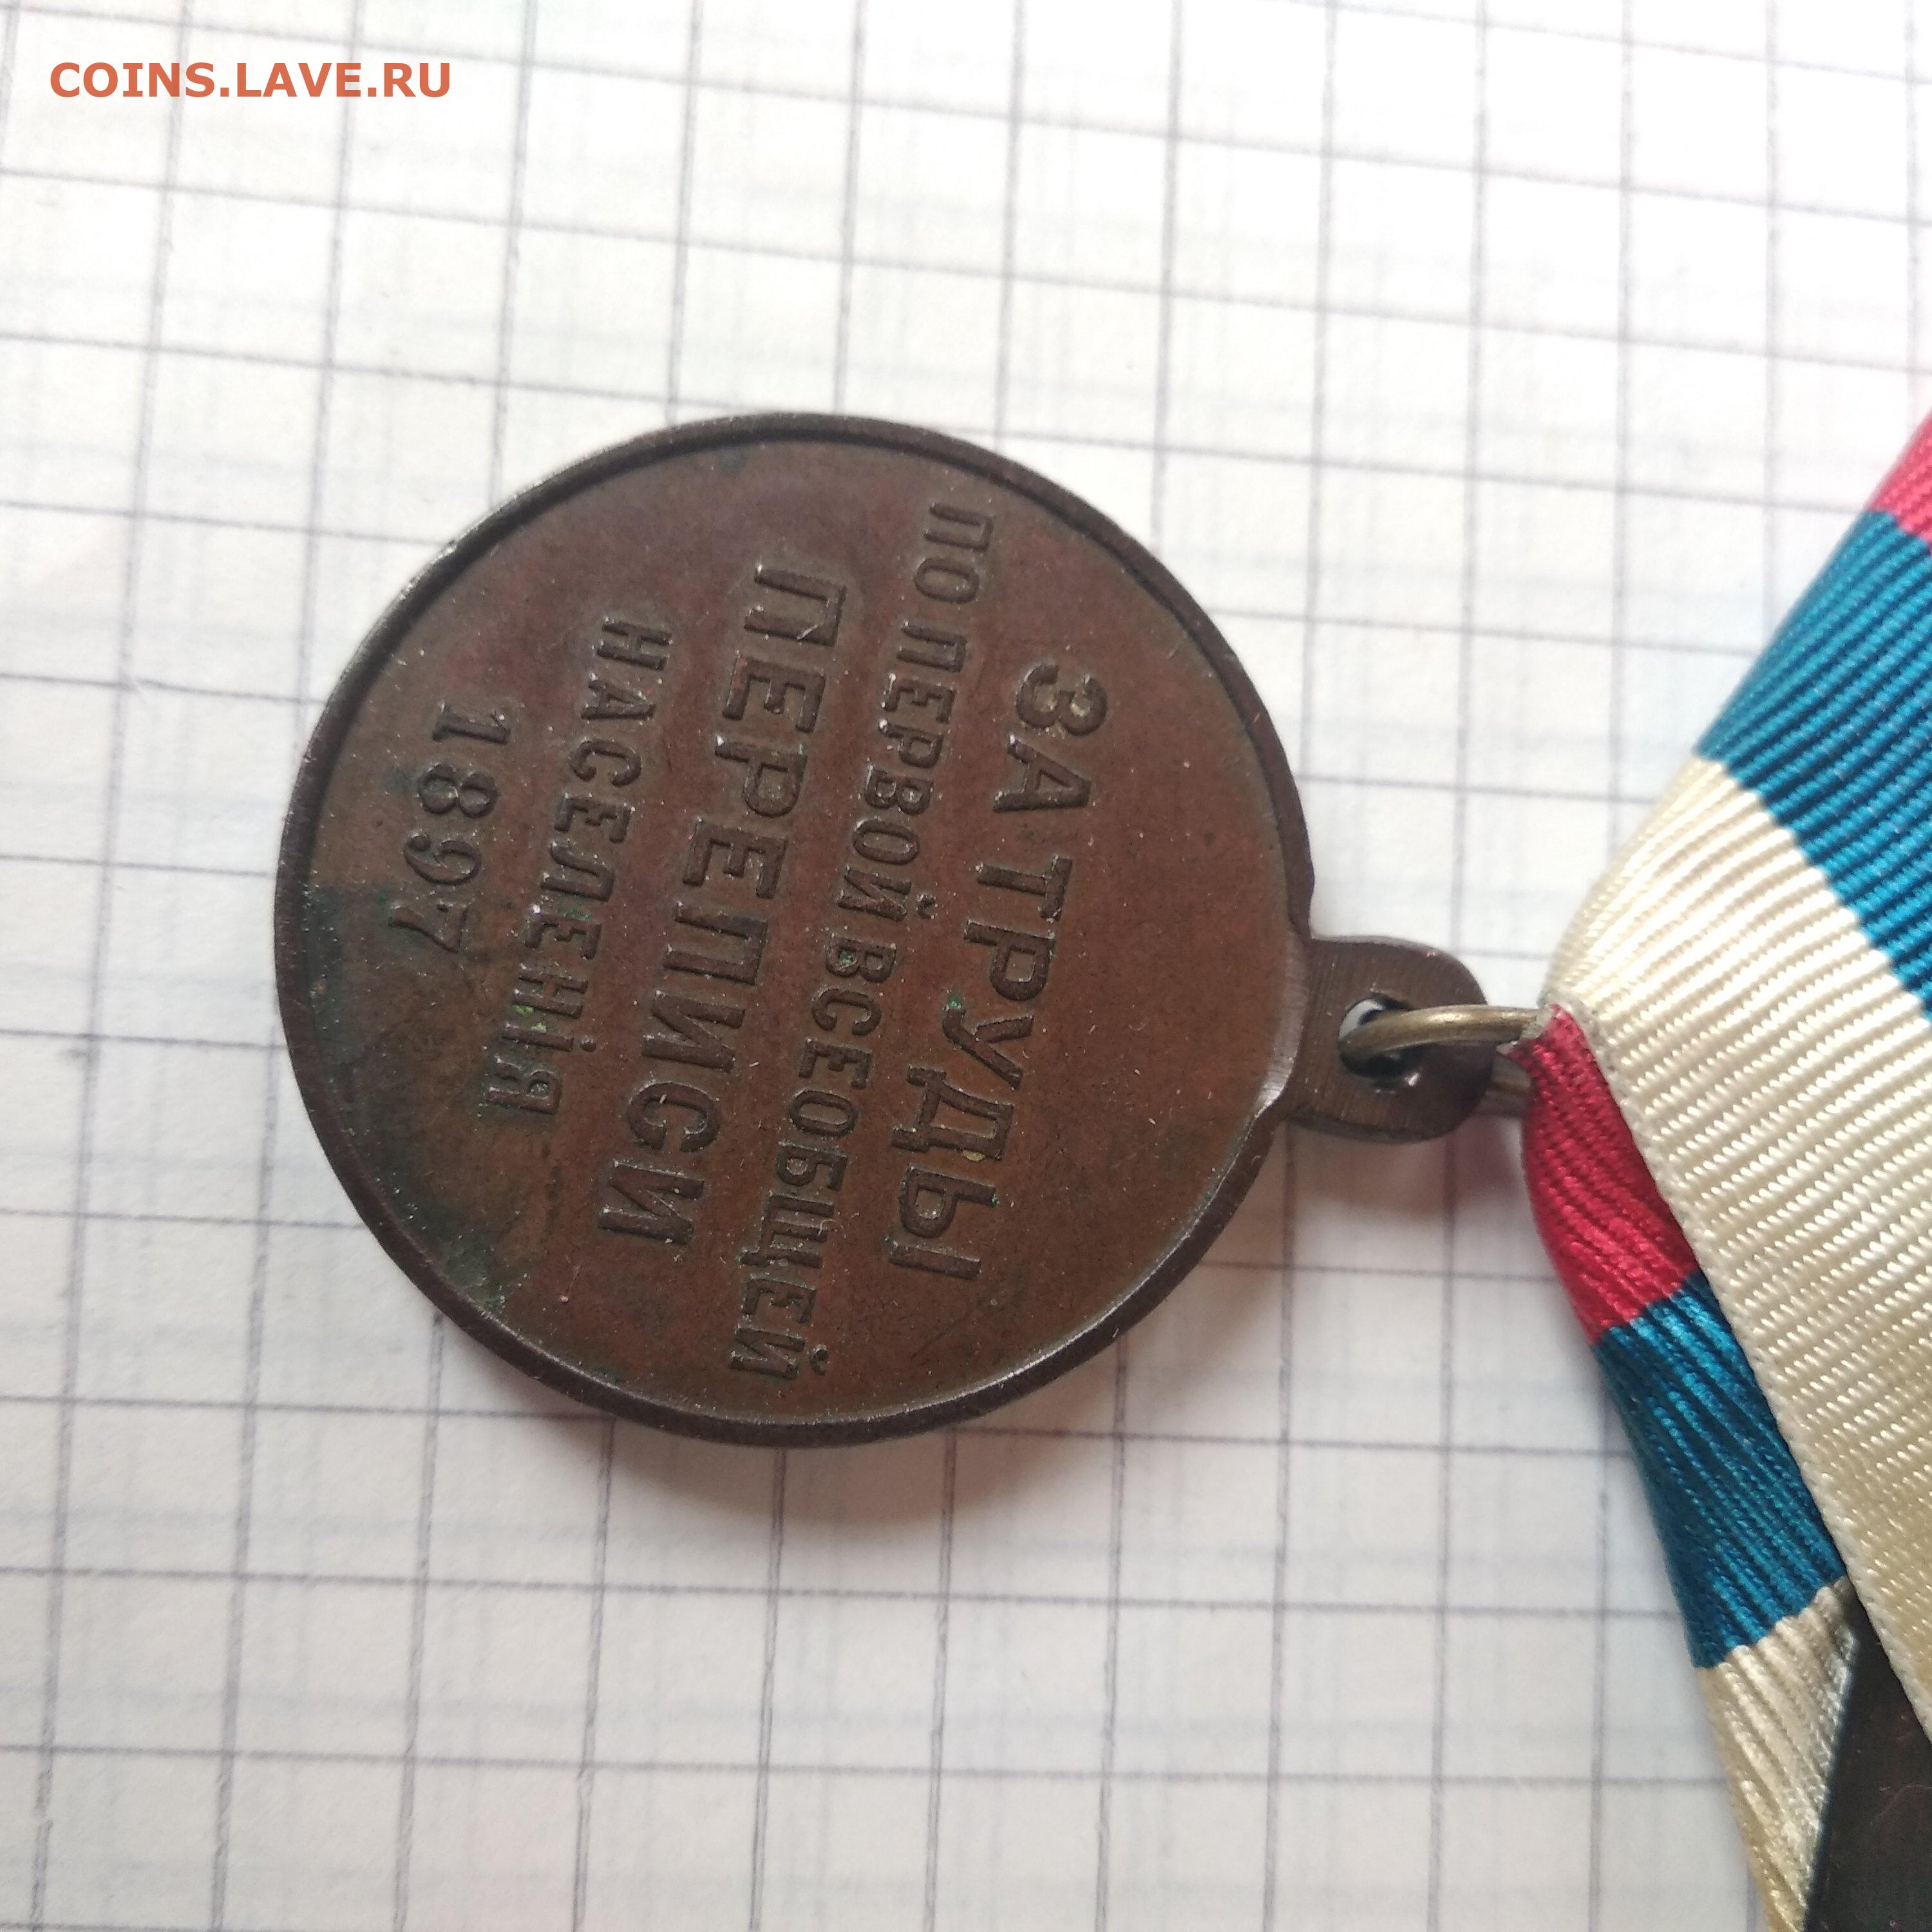 COINS.LAVE.RU
ЗА ТРУДЫ
ПО ПЕРВОЙ ВСЕОБЩЕЙ
ПЕРЕПИСИ
НАСЕЛЕНІЯ
1897